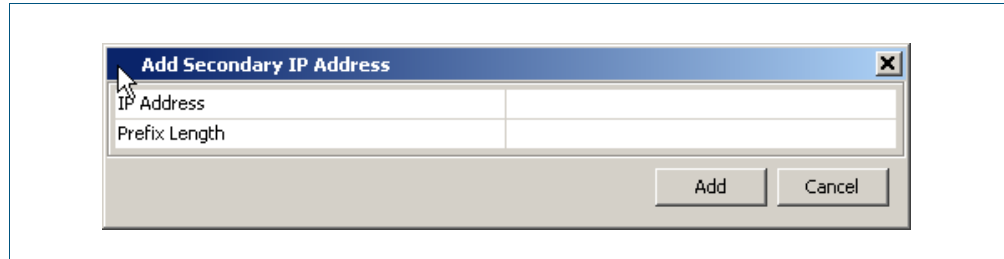 Add Secondary IP Address
IP Address
Prefix Length
Add Cancel